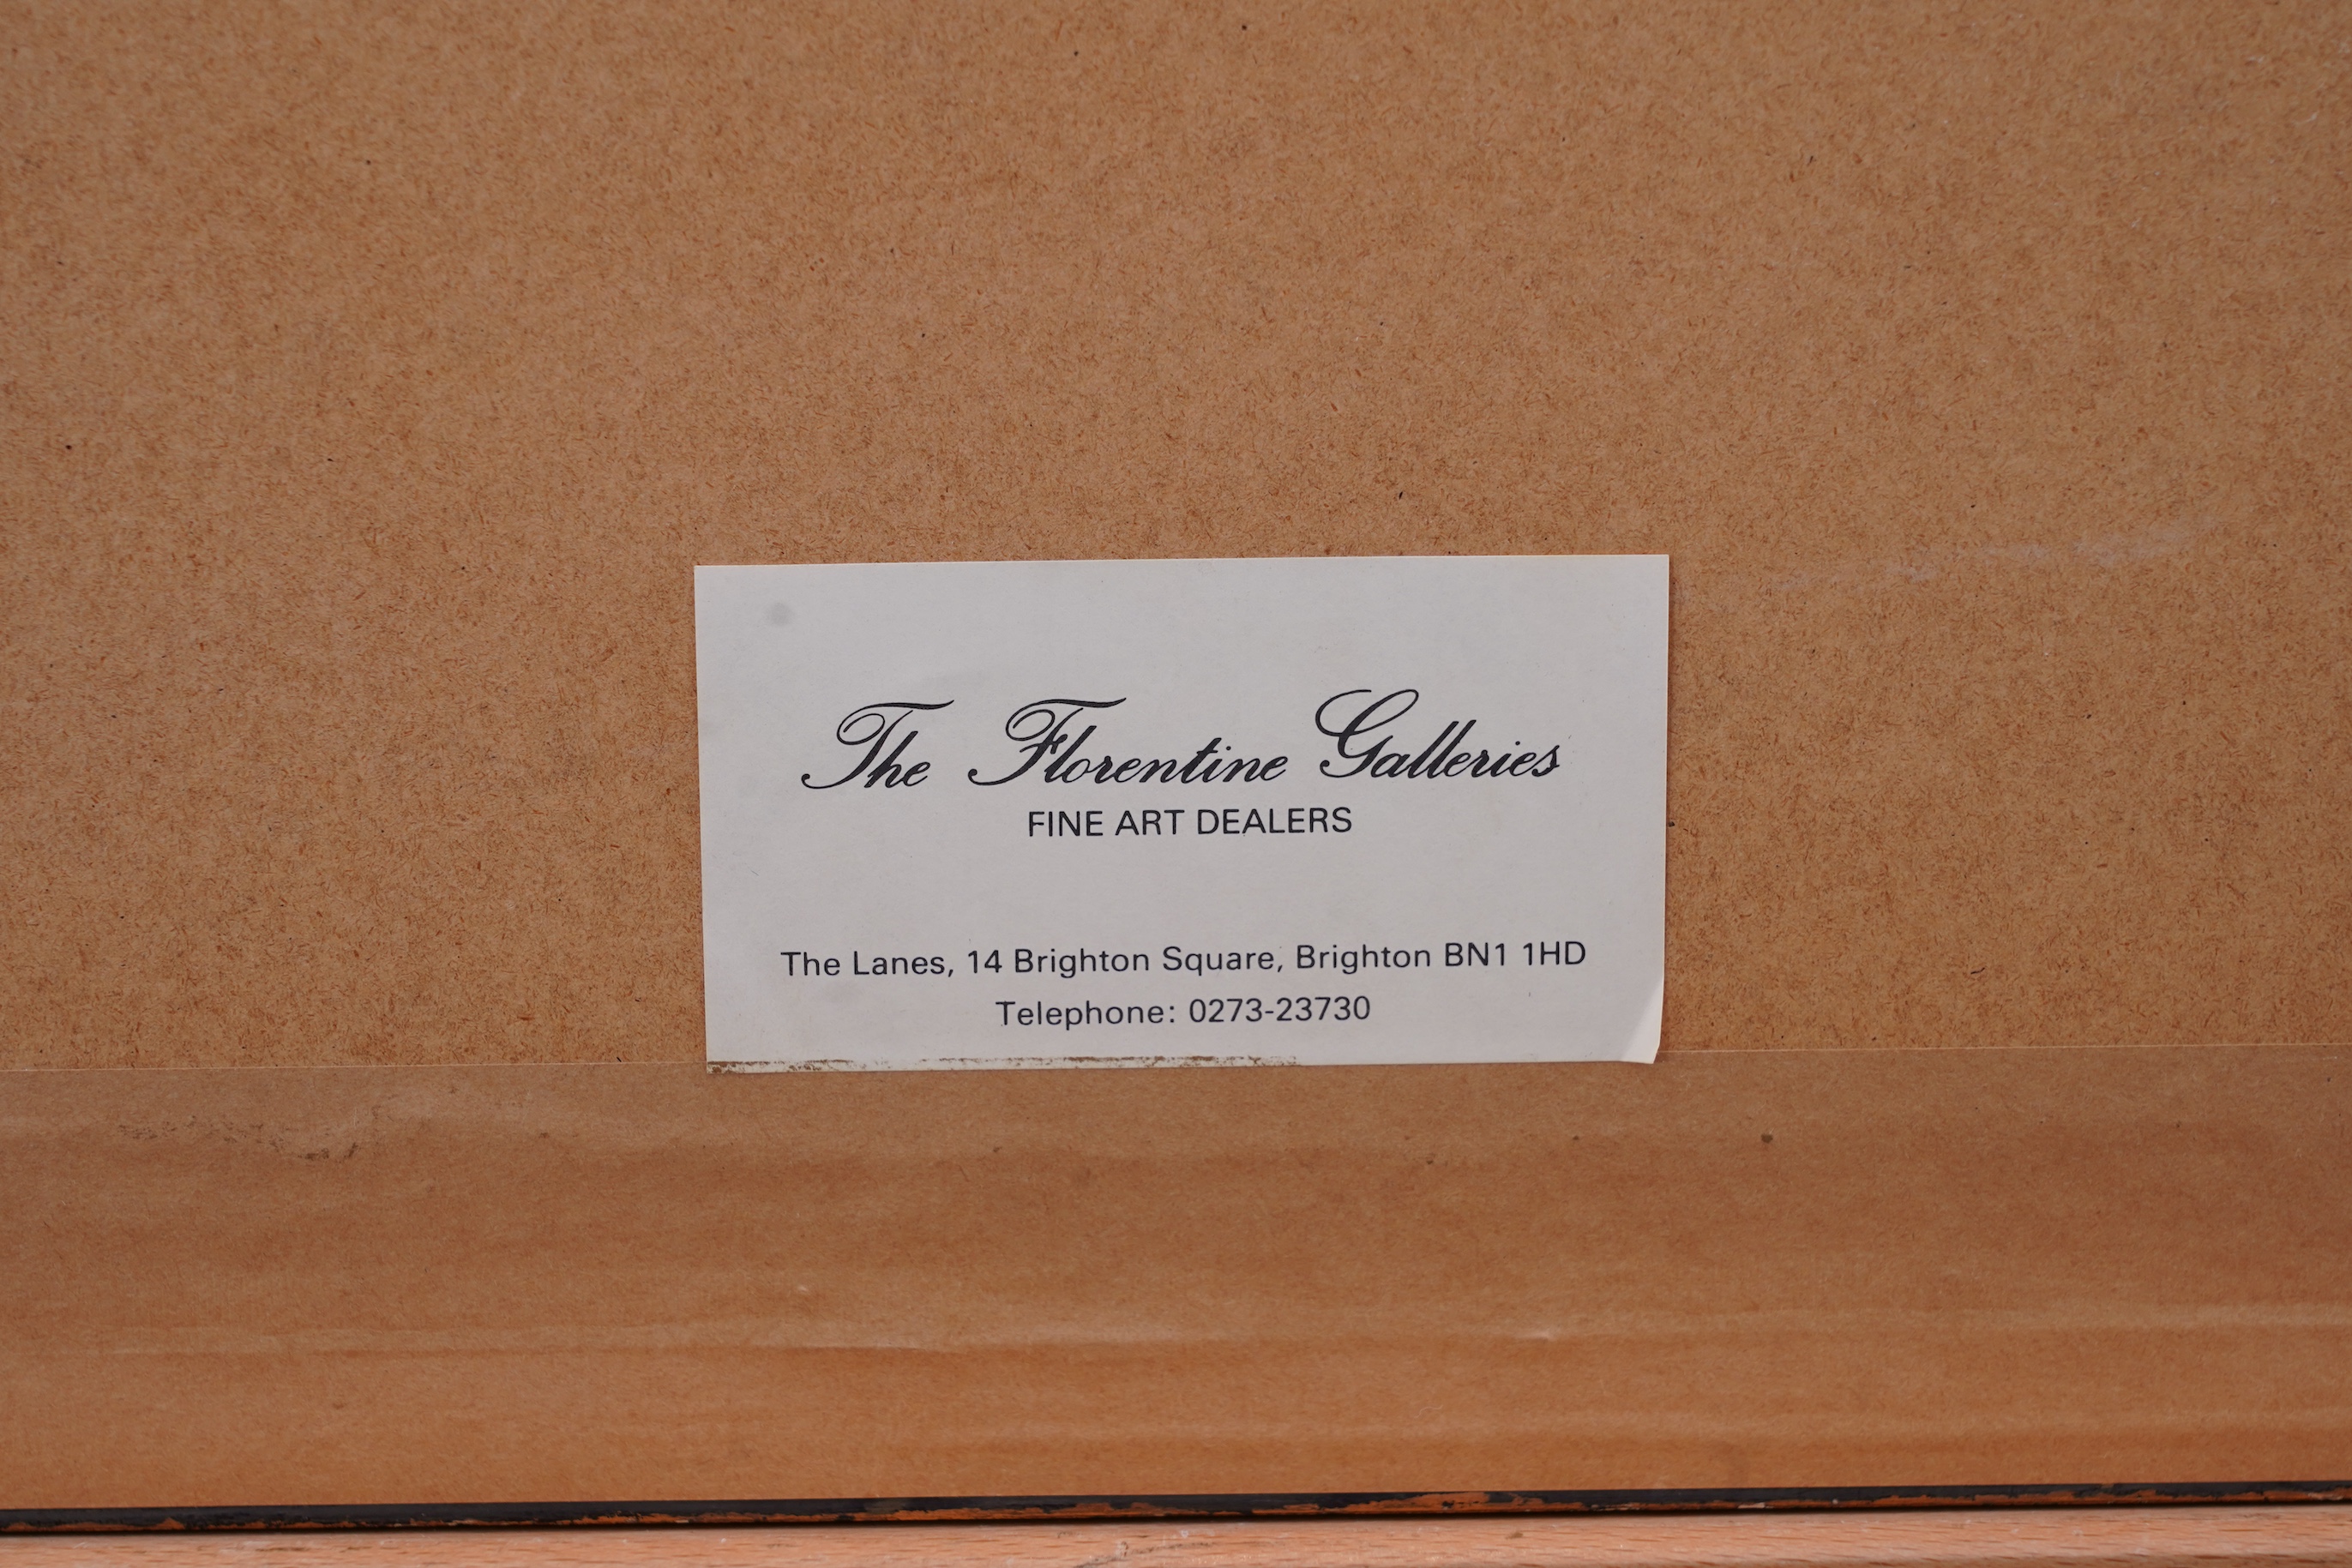 The Florentine Galleries
FINE ART DEALERS
The Lanes, 14 Brighton Square, Brighton BN1 1HD
Telephone: 0273-23730